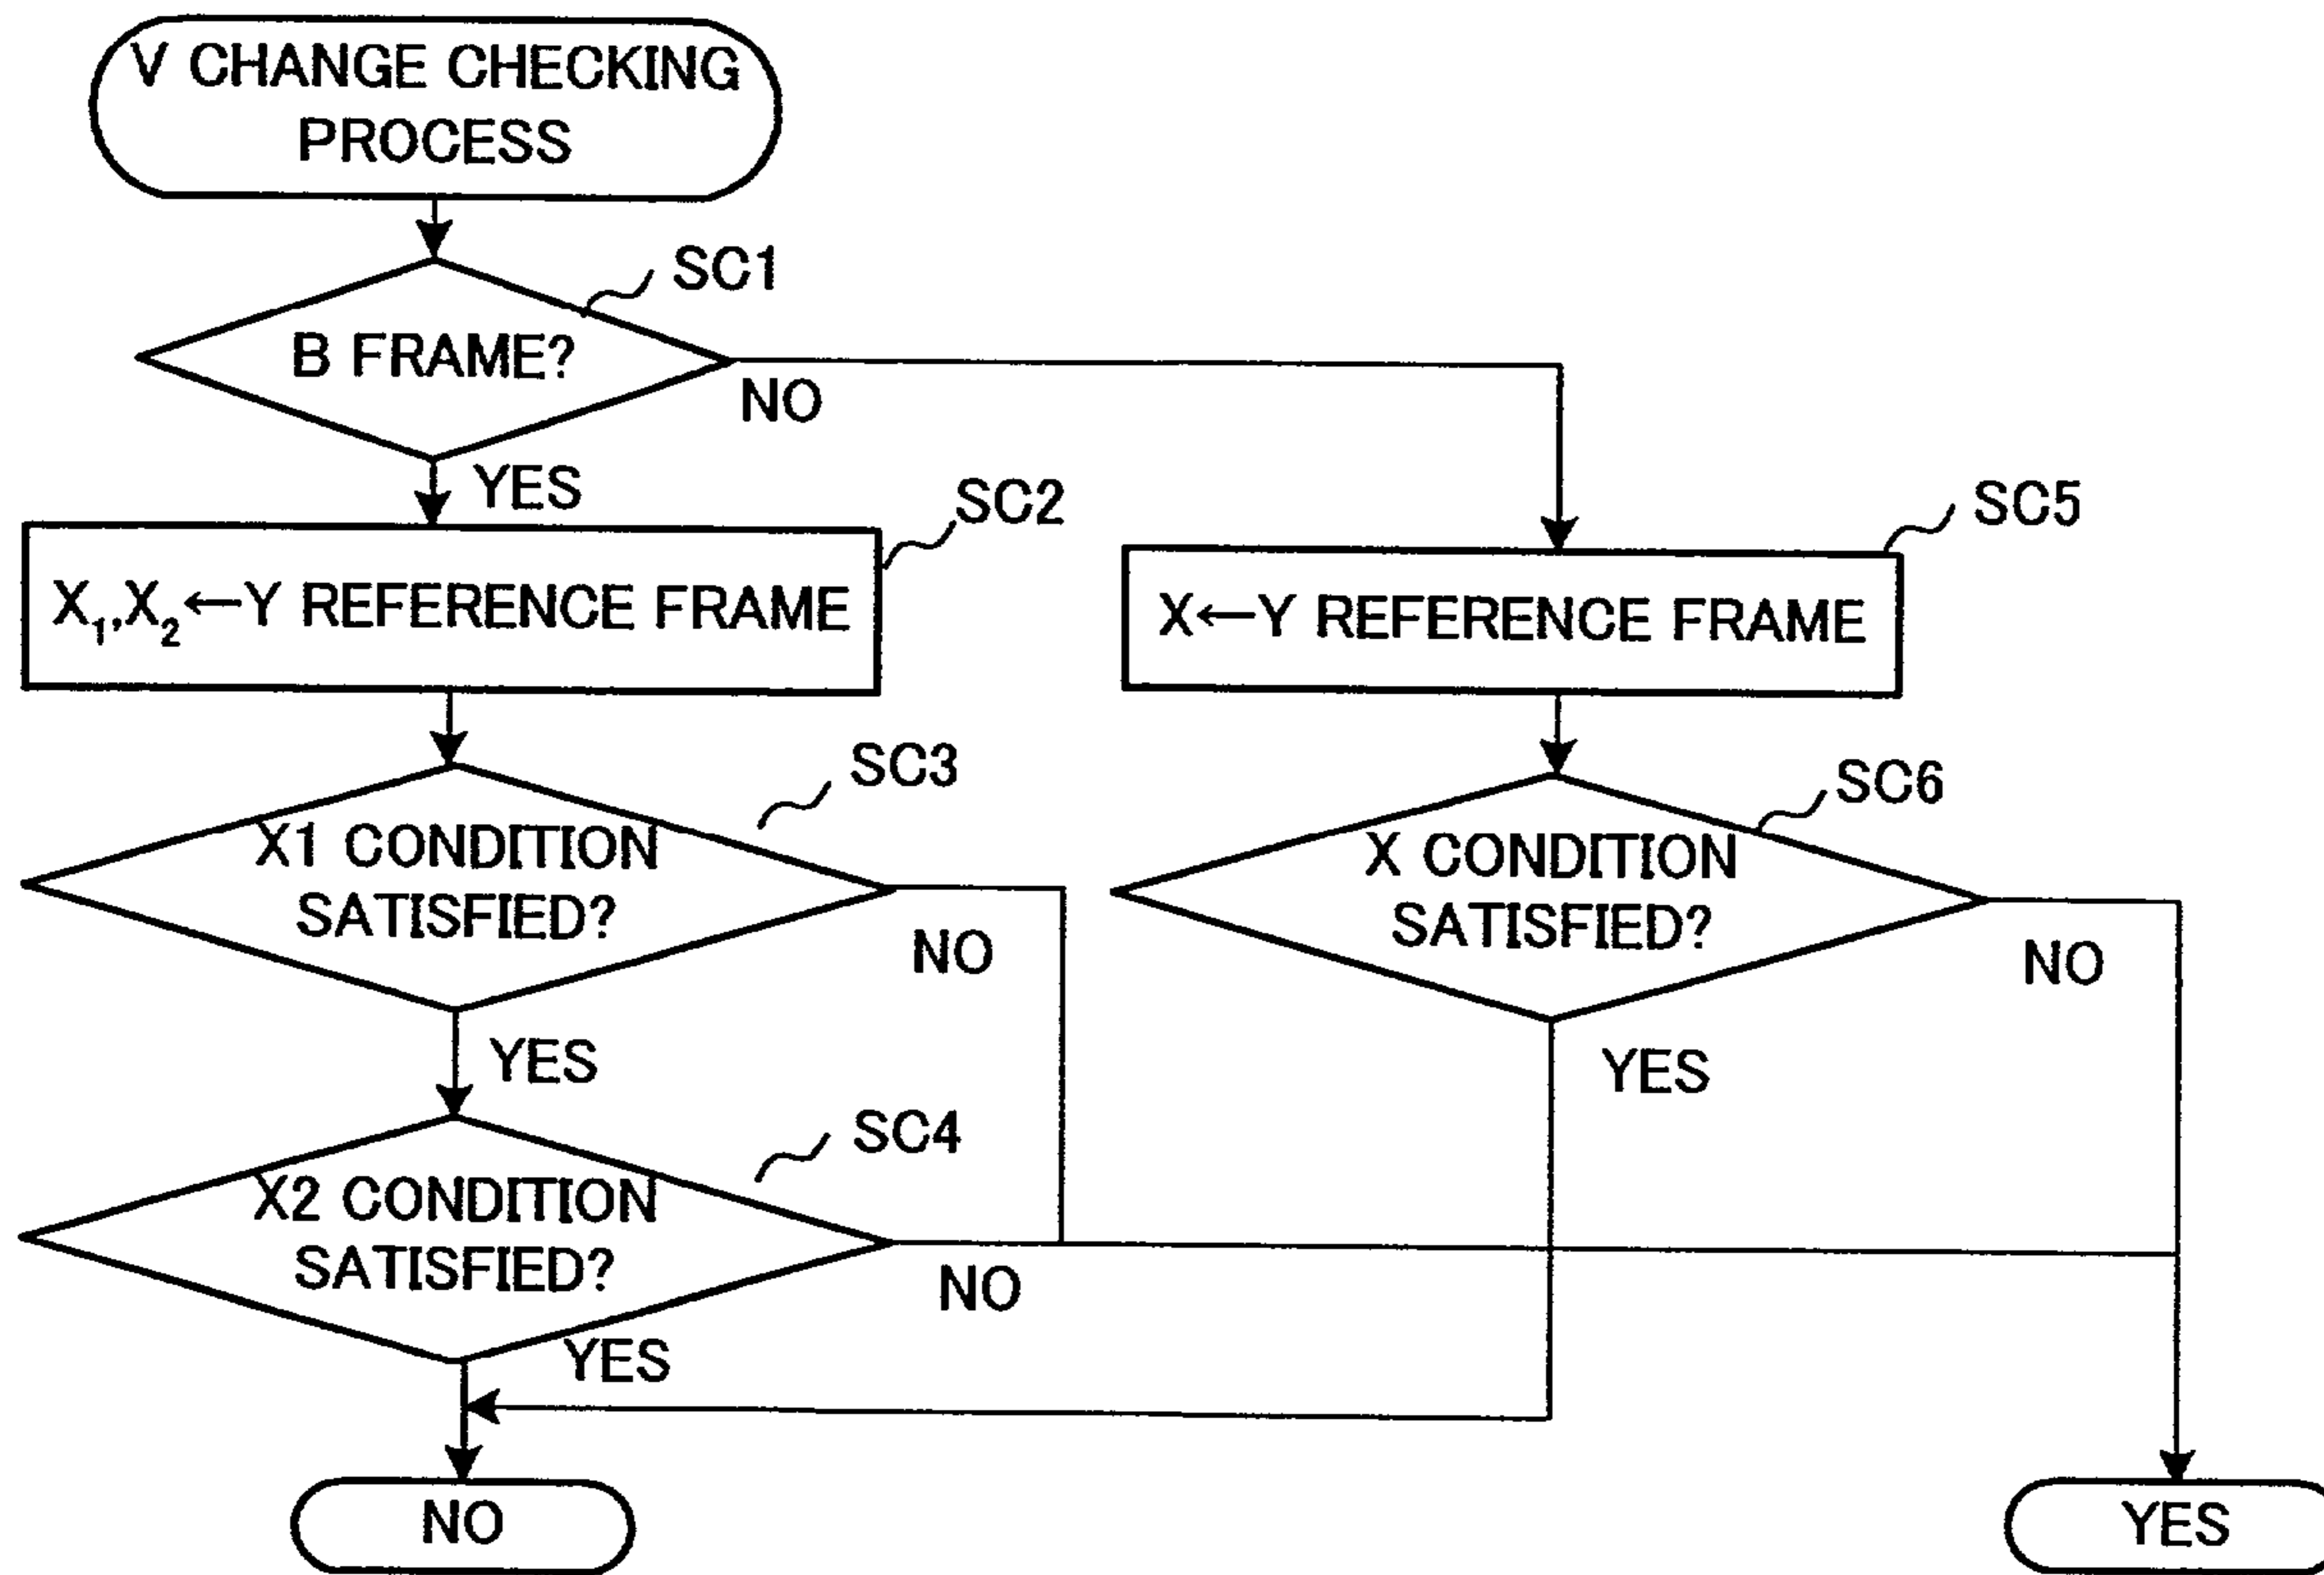 V CHANGE CHECKING
PROCESS
SC1
B FRAME?
NO
YES
SC2
X₁,X₂←Y REFERENCE FRAME
SC5
X←Y REFERENCE FRAME
SC3
X1 CONDITION
SATISFIED?
NO
YES
SC6
X CONDITION
SATISFIED?
NO
YES
SC4
X2 CONDITION
SATISFIED?
NO
YES
NO
YES